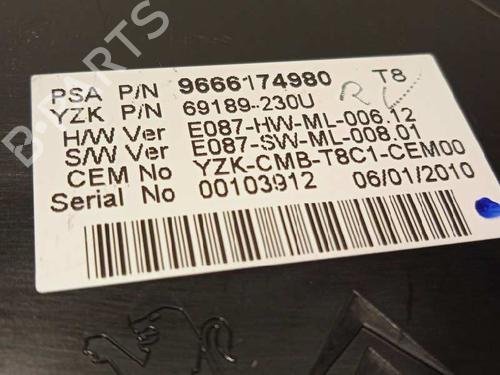 PSA P/N 9666174980 T8
YZK P/N 69189-230U
H/W Ver E087-HW-ML-006.12
S/W Ver E087-SW-ML-008.01
CEM No YZK-CMB-T8C1-CEM00
Serial No 00103912 06/01/2010
B-PARTS